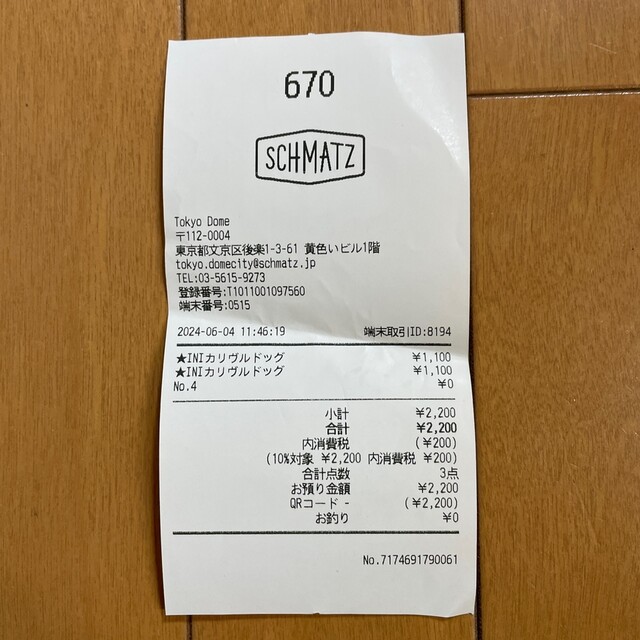 670
SCHMATZ
Tokyo Dome
〒112-0004
東京都文京区後楽1-3-61 黄色いビル1階
tokyo.domecity@schmatz.jp
TEL:03-5615-9273
登録番号:T1011001097560
端末番号:0515
2024-06-04 11:46:19 端末取引ID:8194
★INIカリヴルドッグ ¥1,100
★INIカリヴルドッグ ¥1,100
No.4 ¥0
小計 ¥2,200
合計 ¥2,200
内消費税 (¥200)
(10%対象 ¥2,200 内消費税 ¥200)
合計点数 3点
お預り金額 ¥2,200
QRコード - (¥2,200)
お釣り ¥0
No.7174691790061